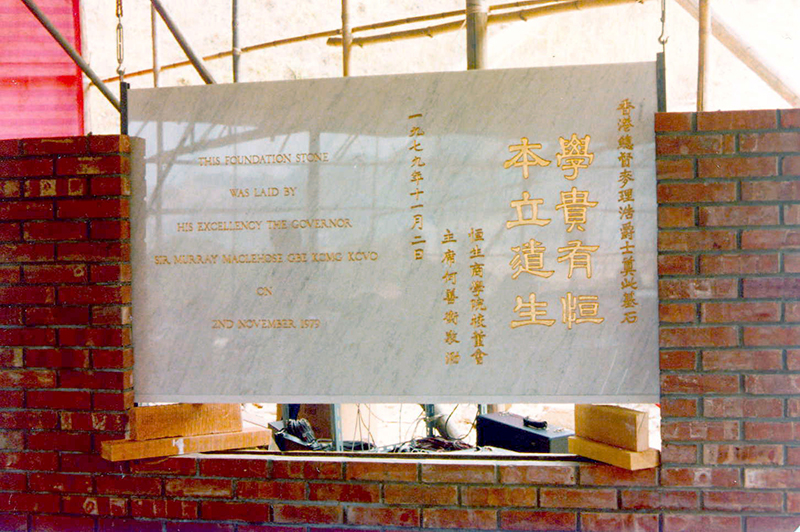 香港總督麥理浩爵士奠此基石
學貴有恒
本立道生
恒生商學院校董會
主席何善衡敬泐
一九七九年十一月二日
THIS FOUNDATION STONE
WAS LAID BY
HIS EXCELLENCY THE GOVERNOR
SIR MURRAY MACLEHOSE GBE KCMG KCVO
ON
2ND NOVEMBER 1979